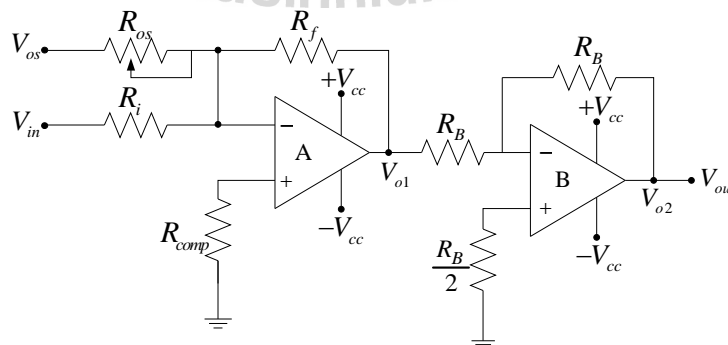 R_os
V_os
R_f
R_B
+V_cc
+V_cc
R_i
V_in
A
R_B
B
V_o1
V_o2
V_ou
R_comp
-V_cc
R_B/2
-V_cc